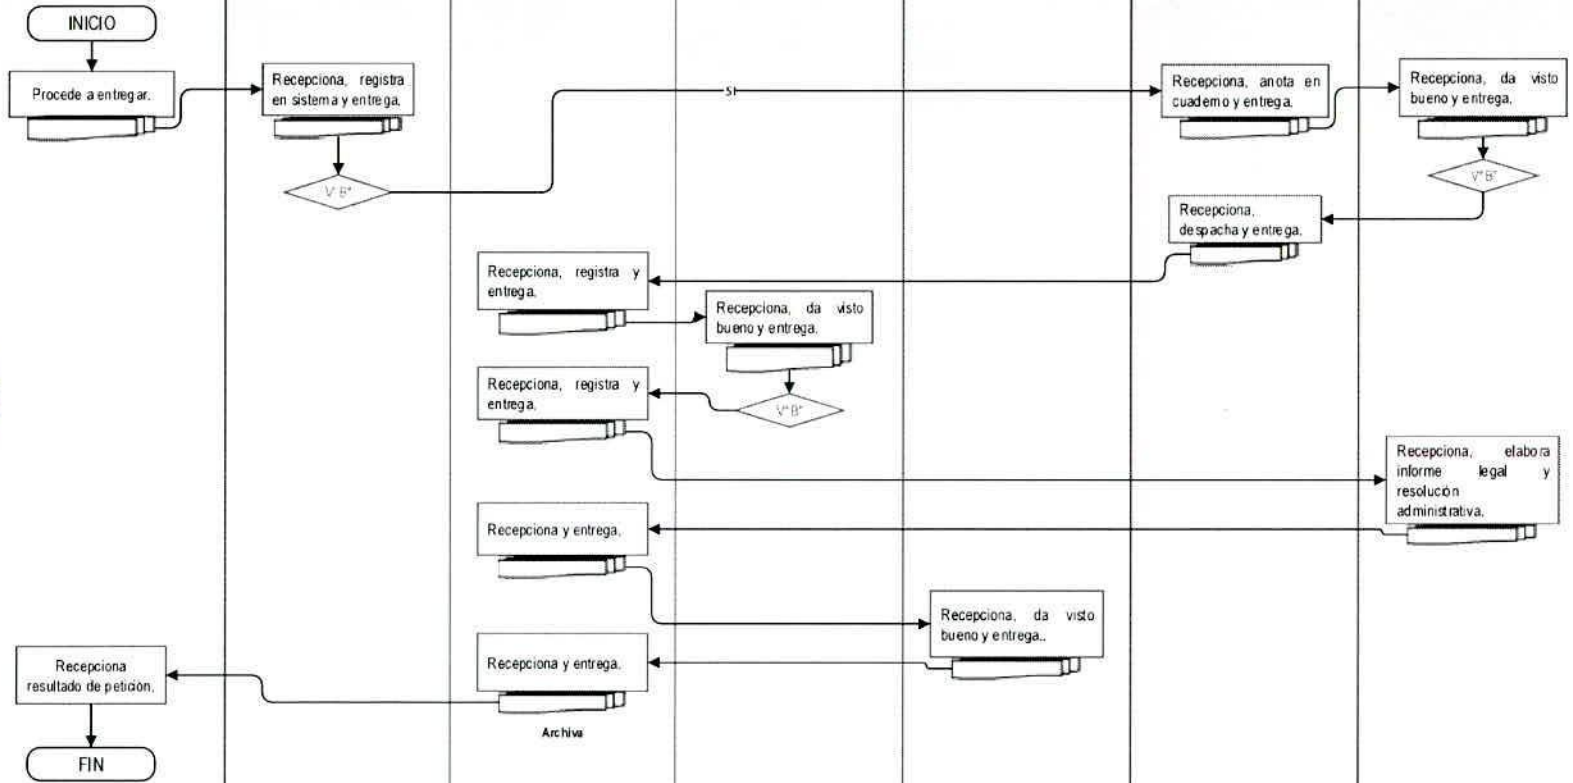 INICIO
Procede a entregar.
Recepciona, registra
en sistema y entrega.
V°B°
SI
Recepciona, anota en
cuaderno y entrega.
Recepciona, da visto
bueno y entrega.
V°B°
Recepciona,
despacha y entrega.
Recepciona, registra y
entrega.
Recepciona, da visto
bueno y entrega.
V°B°
Recepciona, registra y
entrega.
Recepciona, elabora
informe legal y
resolución
administrativa.
Recepciona y entrega.
Recepciona, da visto
bueno y entrega..
Recepciona y entrega.
Archiva
Recepciona
resultado de petición.
FIN